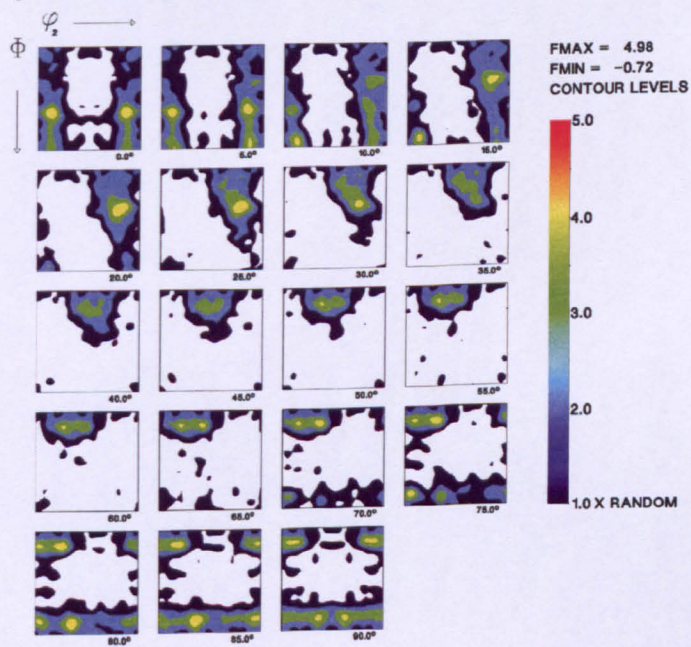 φ₂
Φ
FMAX = 4.98
FMIN = -0.72
CONTOUR LEVELS
5.0
4.0
3.0
2.0
1.0 X RANDOM
0.0° 5.0° 10.0° 15.0°
20.0° 25.0° 30.0° 35.0°
40.0° 45.0° 50.0° 55.0°
60.0° 65.0° 70.0° 75.0°
80.0° 85.0° 90.0°